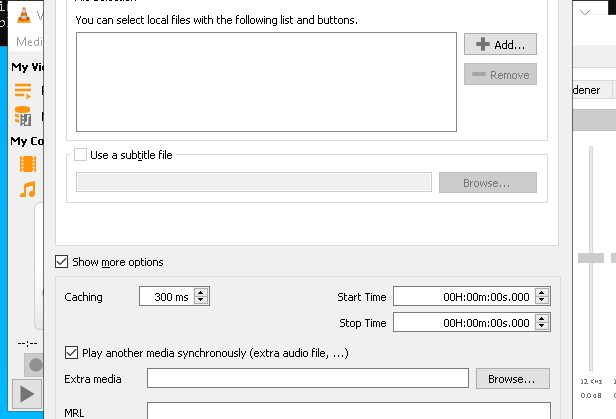 You can select local files with the following list and buttons.
Add...
Remove
Medi
My Vi
My Co
dener
Use a subtitle file
Browse...
Show more options
Caching
300 ms
Start Time
00H:00m:00s.000
Stop Time
00H:00m:00s.000
--:--
Play another media synchronously (extra audio file, ...)
Extra media
Browse...
MRL
12 KHz
0.0 dB